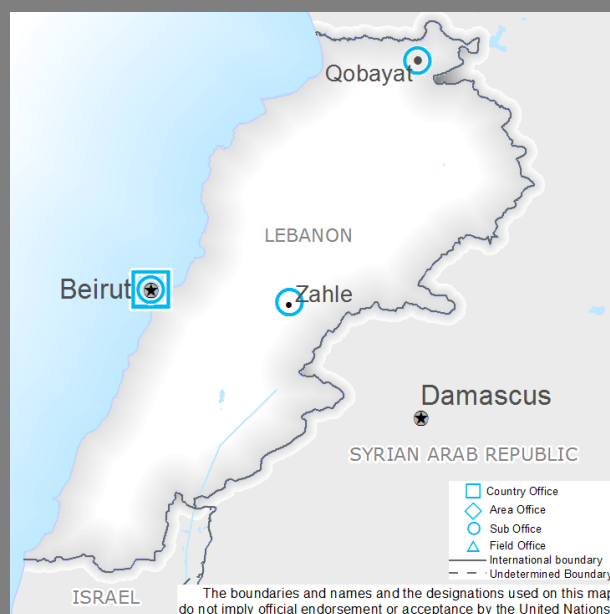 Qobayat
LEBANON
Beirut
Zahle
Damascus
SYRIAN ARAB REPUBLIC
Country Office
Area Office
Sub Office
Field Office
International boundary
Undetermined Boundary
ISRAEL
The boundaries and names and the designations used on this map
do not imply official endorsement or acceptance by the United Nations